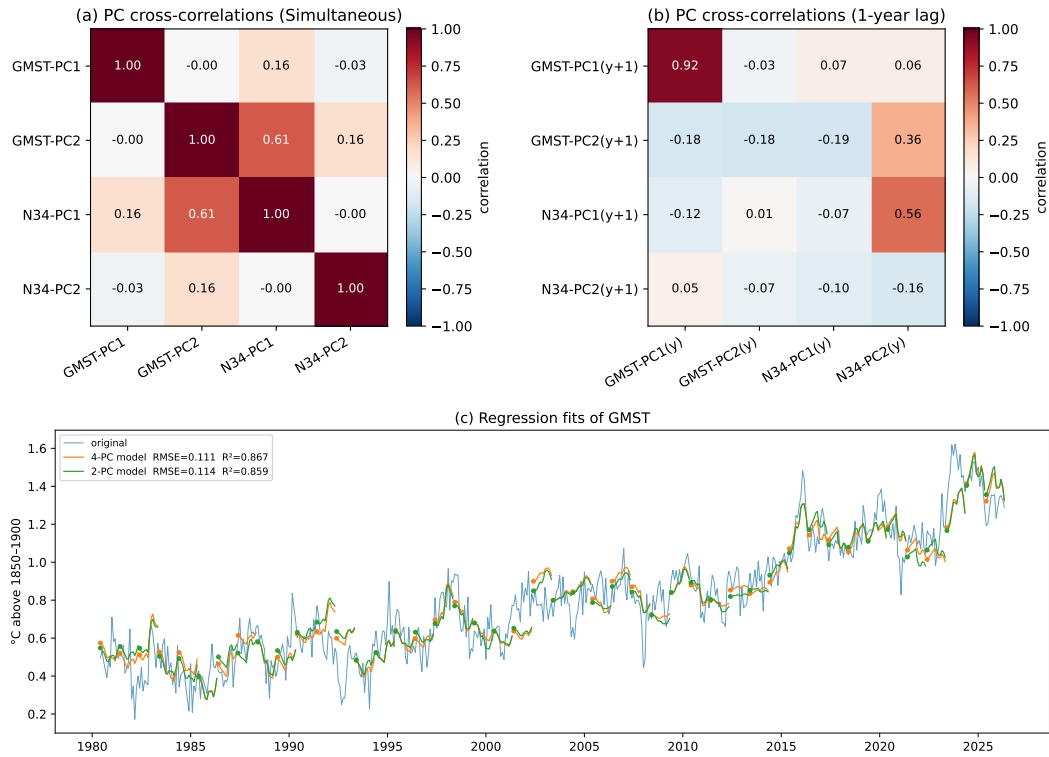 (a) PC cross-correlations (Simultaneous)
GMST-PC1
GMST-PC2
N34-PC1
N34-PC2
1.00 -0.00 0.16 -0.03
-0.00 1.00 0.61 0.16
0.16 0.61 1.00 -0.00
-0.03 0.16 -0.00 1.00
GMST-PC1
GMST-PC2
N34-PC1
N34-PC2
1.00
0.75
0.50
0.25
0.00
−0.25
−0.50
−0.75
−1.00
correlation
(b) PC cross-correlations (1-year lag)
GMST-PC1(y+1)
GMST-PC2(y+1)
N34-PC1(y+1)
N34-PC2(y+1)
0.92 -0.03 0.07 0.06
-0.18 -0.18 -0.19 0.36
-0.12 0.01 -0.07 0.56
0.05 -0.07 -0.10 -0.16
GMST-PC1(y)
GMST-PC2(y)
N34-PC1(y)
N34-PC2(y)
1.00
0.75
0.50
0.25
0.00
−0.25
−0.50
−0.75
−1.00
correlation
(c) Regression fits of GMST
original
4-PC model RMSE=0.111 R²=0.867
2-PC model RMSE=0.114 R²=0.859
°C above 1850–1900
1.6
1.4
1.2
1.0
0.8
0.6
0.4
0.2
1980 1985 1990 1995 2000 2005 2010 2015 2020 2025